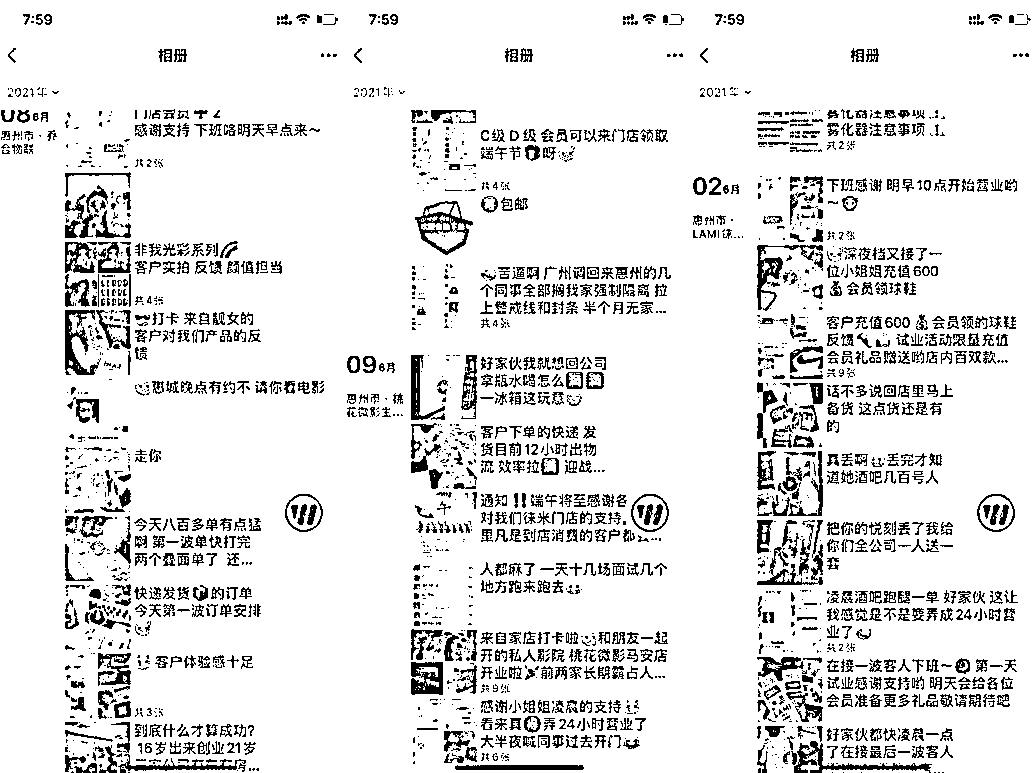 7:59
相册
2021年
08 6月
惠州市·乔
合物联
门店会员
感谢支持 下班咯明天早点来～
共2张
非我光彩系列
客户实拍 反馈 颜值担当
共4张
打卡 来自靓女的
客户对我们产品的反
馈
惠城晚点有约不 请你看电影
走你
今天八百多单有点猛
啊 第一波单快打完
两个叠面单了 还...
快递发货 的订单
今天第一波订单安排
客户体验感十足
共3张
到底什么才算成功?
16岁出来创业21岁
7:59
相册
2021年
C级 D级 会员可以来门店领取
端午节 呀
共4张
包邮
苦逼啊 广州调回来惠州的几
个同事全部搁我家强制隔离 拉
上警戒线和封条 半个月无家...
共4张
09 6月
惠州市·桃
花微影主...
好家伙我就想回公司
拿瓶水喝怎么
一冰箱这玩意
客户下单的快递 发
货目前12小时出物
流 效率拉 迎战...
通知 ‼ 端午将至感谢各
对我们徕米门店的支持,
里凡是到店消费的客户都
人都麻了 一天十几场面试几个
地方跑来跑去
来自家店打卡啦 和朋友一起
开的私人影院 桃花微影马安店
开业啦 前两家长期霸占人...
共9张
感谢小姐姐凌晨的支持
看来真 弄24小时营业了
大半夜喊同事过去开门
共6张
7:59
相册
2021年
雾化器注意事项
雾化器注意事项
共2张
02 6月
惠州市·
LAMI徕...
下班感谢 明早10点开始营业哟
～
共2张
深夜档又接了一
位小姐姐充值600
会员领球鞋
客户充值600 会员领的球鞋
反馈 试业活动限量充值
会员礼品赠送哟店内百双款...
共9张
话不多说回店里马上
备货 这点货还是有
的
真丢啊 丢完才知
道她酒吧几百号人
把你的悦刻丢了我给
你们全公司一人送一
套
凌晨酒吧跑腿一单 好家伙 这让
我感觉是不是要弄成24小时营
业了
共2张
在接一波客人下班～ 第一天
试业感谢支持哟 明天会给各位
会员准备更多礼品敬请期待吧
好家伙都快凌晨一点
了在接最后一波客人